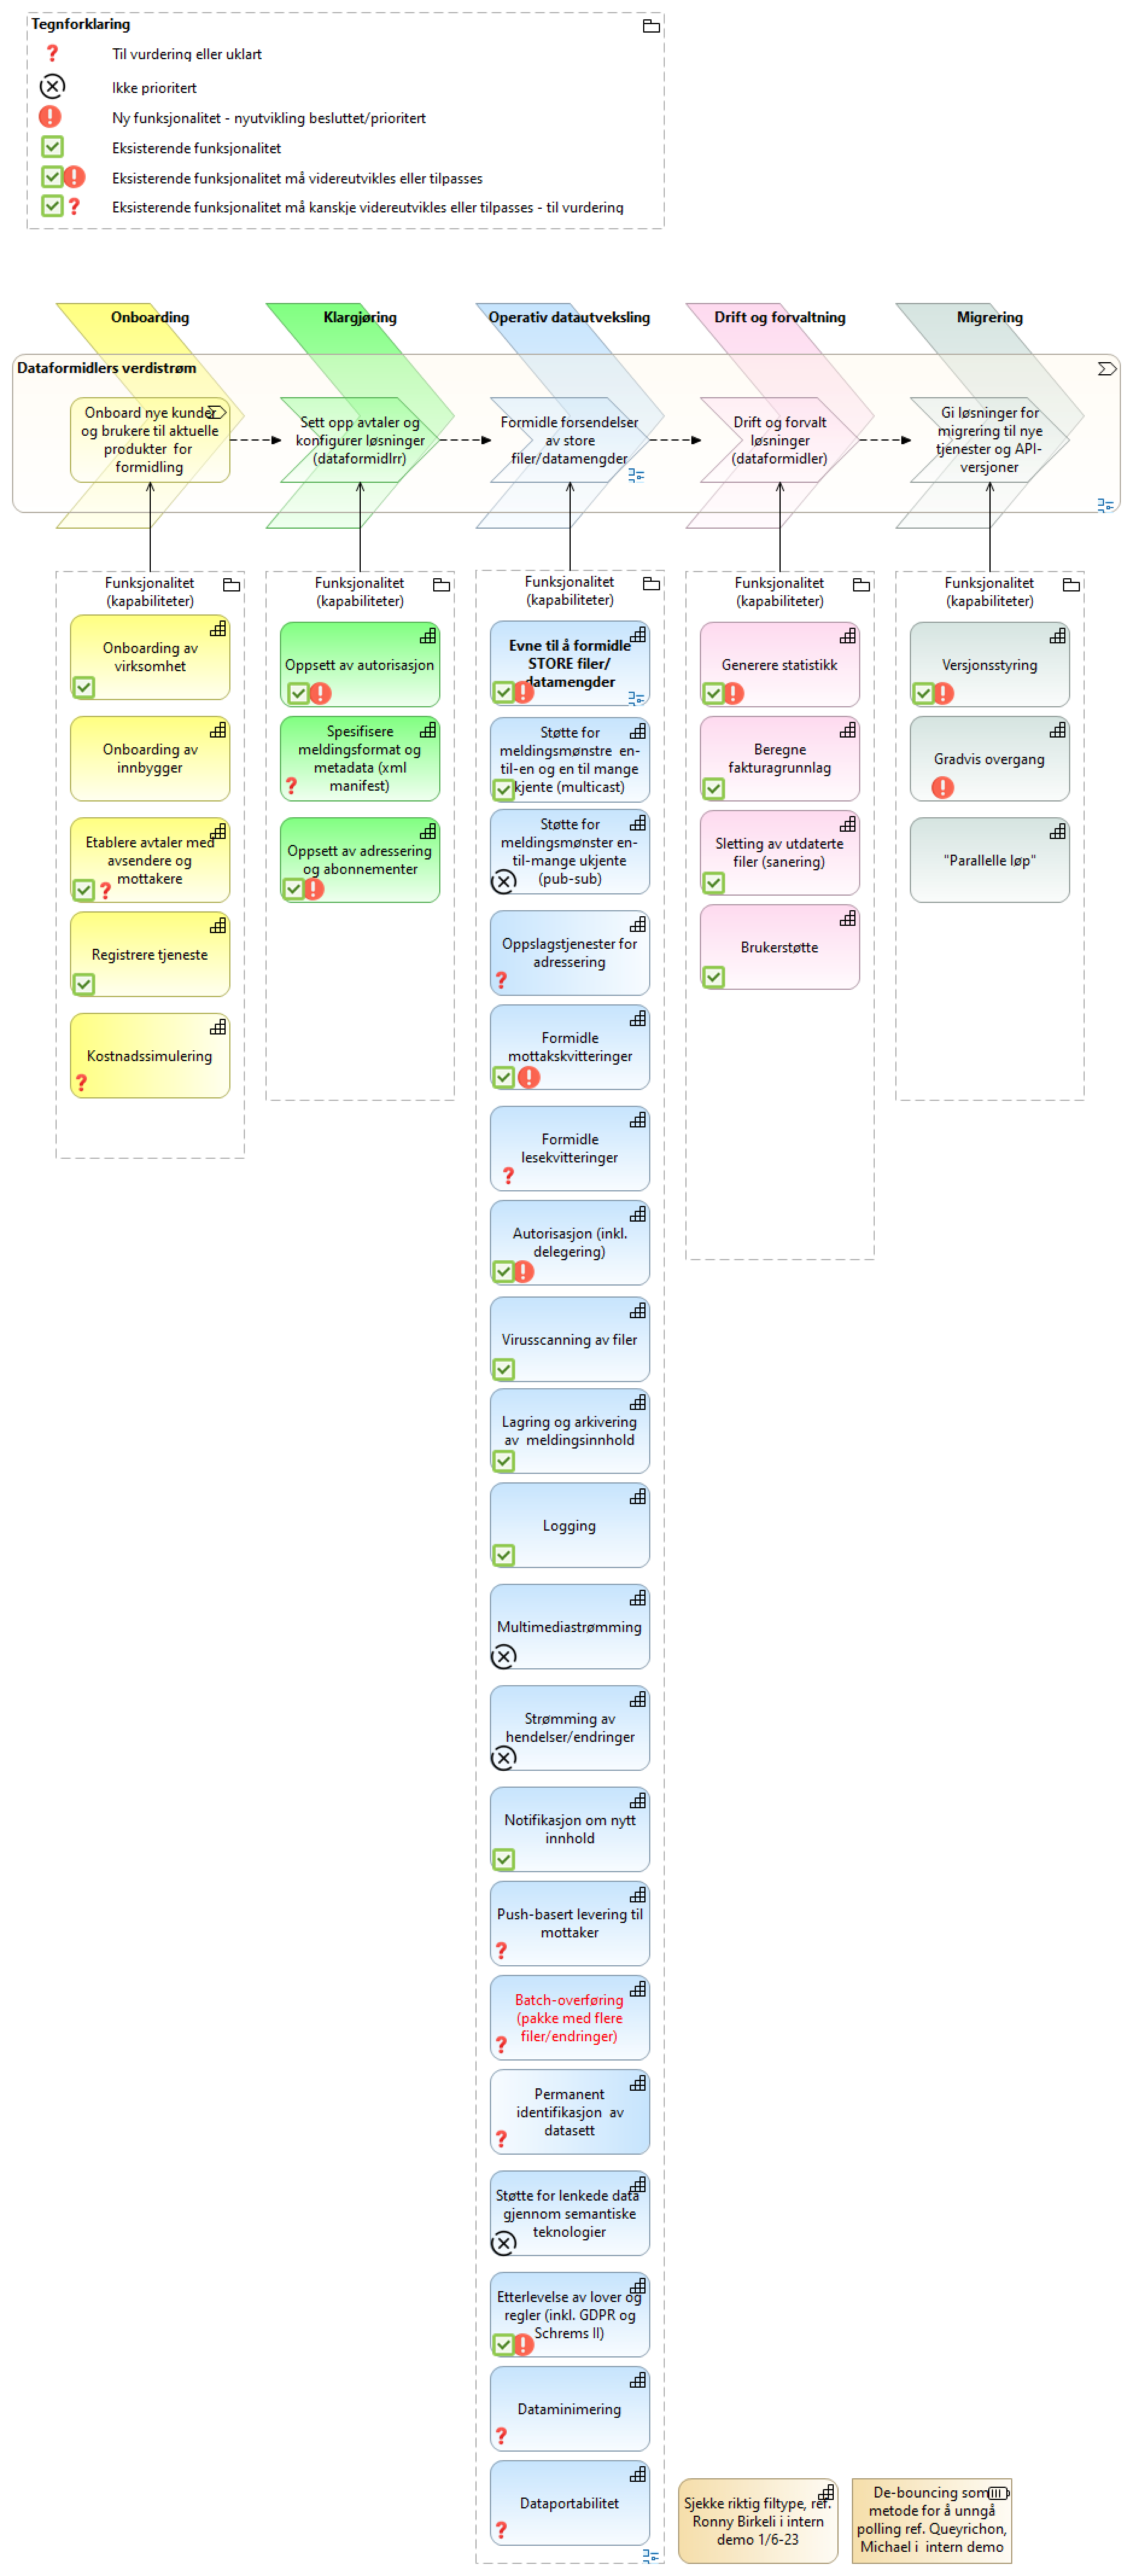 Tegnforklaring
Til vurdering eller uklart
Ikke prioritert
Ny funksjonalitet - nyutvikling besluttet/prioritert
Eksisterende funksjonalitet
Eksisterende funksjonalitet må videreutvikles eller tilpasses
Eksisterende funksjonalitet må kanskje videreutvikles eller tilpasses - til vurdering
Onboarding
Klargjøring
Operativ datautveksling
Drift og forvaltning
Migrering
Dataformidlers verdistrøm
Onboard nye kunder
og brukere til aktuelle
produkter for
formidling
Sett opp avtaler og
konfigurer løsninger
(dataformidlrr)
Formidle forsendelser
av store
filer/datamengder
Drift og forvalt
løsninger
(dataformidler)
Gi løsninger for
migrering til nye
tjenester og API-
versjoner
Funksjonalitet
(kapabiliteter)
Onboarding av
virksomhet
Onboarding av
innbygger
Etablere avtaler med
avsendere og
mottakere
Registrere tjeneste
Kostnadssimulering
Funksjonalitet
(kapabiliteter)
Oppsett av autorisasjon
Spesifisere
meldingsformat og
metadata (xml
manifest)
Oppsett av adressering
og abonnementer
Funksjonalitet
(kapabiliteter)
Evne til å formidle
STORE filer/
datamengder
Støtte for
meldingsmønstre en-
til-en og en til mange
kjente (multicast)
Støtte for
meldingsmønster en-
til-mange ukjente
(pub-sub)
Oppslagstjenester for
adressering
Formidle
mottakskvitteringer
Formidle
lesekvitteringer
Autorisasjon (inkl.
delegering)
Virusscanning av filer
Lagring og arkivering
av meldingsinnhold
Logging
Multimediastrømming
Strømming av
hendelser/endringer
Notifikasjon om nytt
innhold
Push-basert levering til
mottaker
Batch-overføring
(pakke med flere
filer/endringer)
Permanent
identifikasjon av
datasett
Støtte for lenkede data
gjennom semantiske
teknologier
Etterlevelse av lover og
regler (inkl. GDPR og
Schrems II)
Dataminimering
Dataportabilitet
Funksjonalitet
(kapabiliteter)
Generere statistikk
Beregne
fakturagrunnlag
Sletting av utdaterte
filer (sanering)
Brukerstøtte
Funksjonalitet
(kapabiliteter)
Versjonsstyring
Gradvis overgang
"Parallelle løp"
Sjekke riktig filtype, ref.
Ronny Birkeli i intern
demo 1/6-23
De-bouncing som
metode for å unngå
polling ref. Queyrichon,
Michael i intern demo